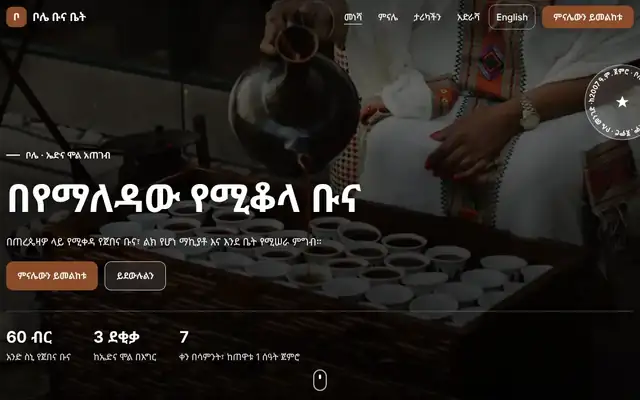 ቦ ቦሌ ቡና ቤት
መነሻ ምናሌ ታሪካችን አድራሻ English ምናሌውን ይመልከቱ
ቦሌ · ኤድና ሞል አጠገብ
በየማለዳው የሚቆላ ቡና
በጠረጴዛዎ ላይ የሚቀዳ የጀበና ቡና፣ ልክ የሆነ ማኪያቶ እና እንደ ቤት የሚሠራ ምግብ።
ምናሌውን ይመልከቱ ይደውሉልን
60 ብር 3 ደቂቃ 7
አንድ ስኒ የጀበና ቡና ከኤድና ሞል በእግር ቀን በሳምንት፣ ከጠዋቱ 1 ሰዓት ጀምሮ